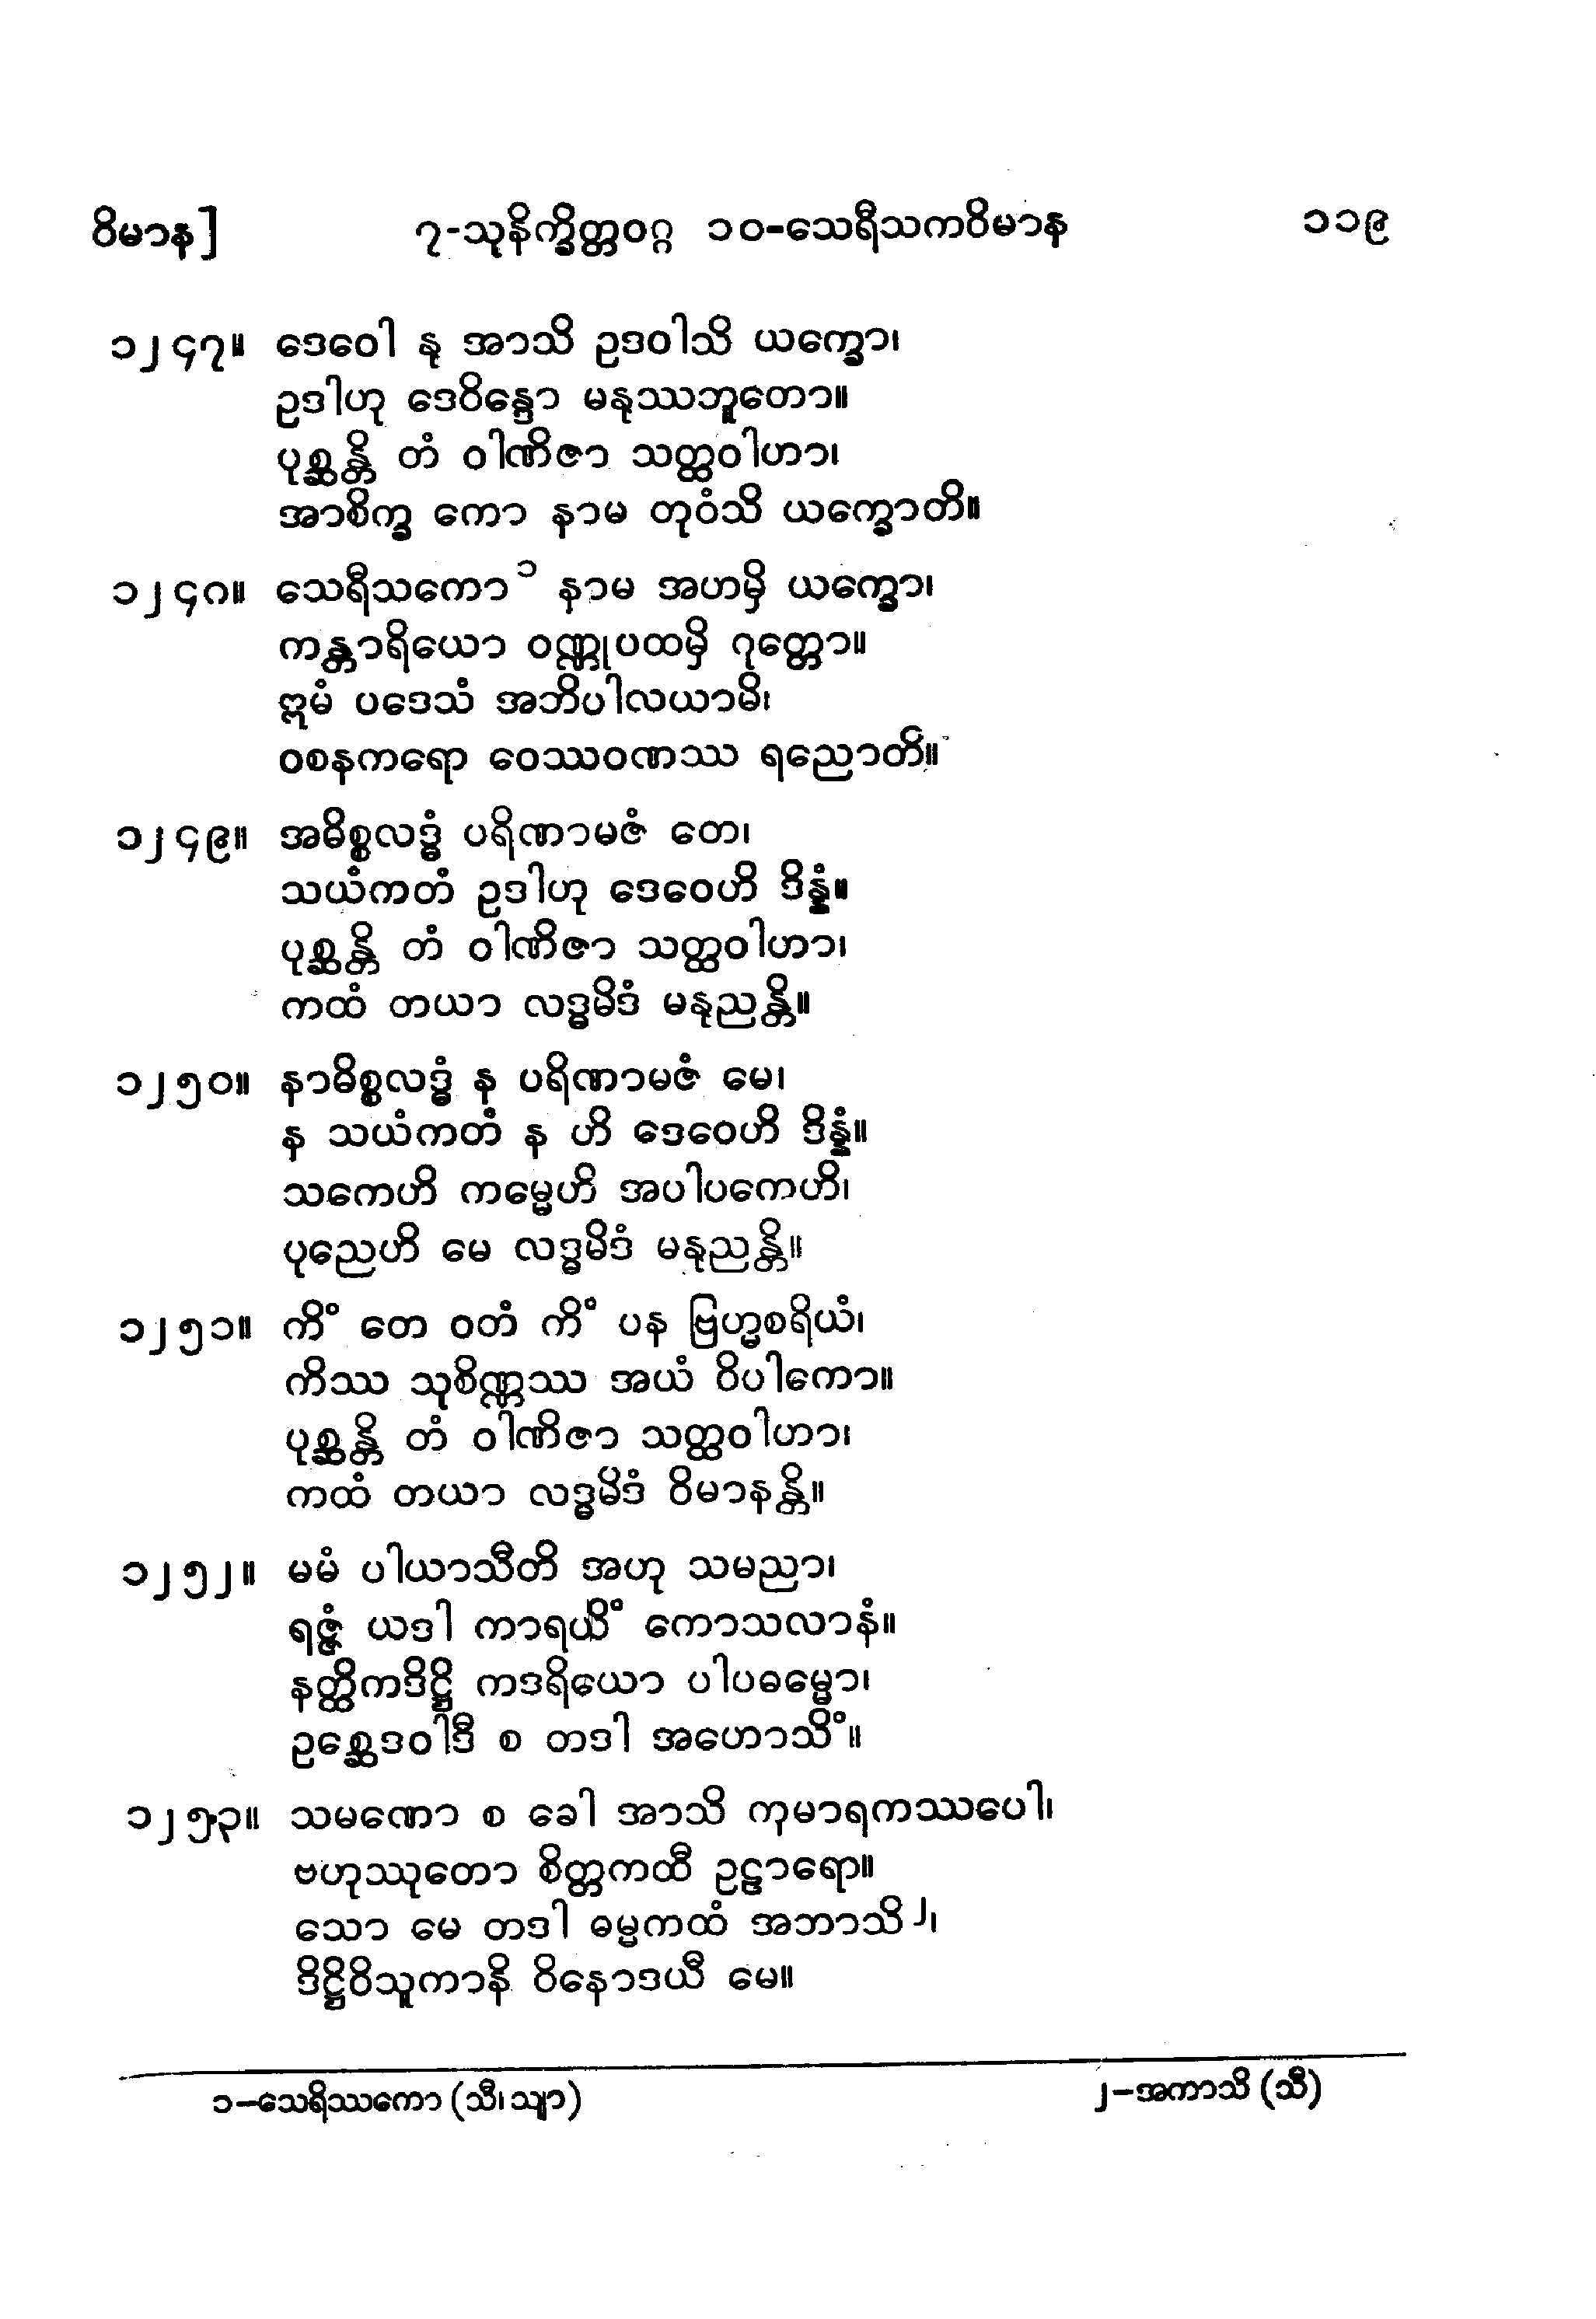 ဝိမာန]	၇-သုနိက္ခိတ္တဝဂ္ဂ ၁၀-သေရီသကဝိမာန	၁၁၉
၁၂၄၇။ ဒေဝေါ နု အာသိ ဥဒဝါသိ ယက္ခော၊
ဥဒါဟု ဒေဝိန္ဒော မနုဿဘူတော။
ပုစ္ဆန္တိ တံ ဝါဏိဇာ သတ္ထဝါဟာ၊
အာစိက္ခ ကော နာမ တုဝံသိ ယက္ခောတိ။
၁၂၄၈။ သေရီသကော၁ နာမ အဟမှိ ယက္ခော၊
ကန္တာရိယော ဝဏ္ဏုပထမှိ ဂုတ္တော။
ဣမံ ပဒေသံ အဘိပါလယာမိ၊
ဝစနကရော ဝေဿဝဏဿ ရညောတိ။
၁၂၄၉။ အဓိစ္စလဒ္ဓံ ပရိဏာမဇံ တေ၊
သယံကတံ ဥဒါဟု ဒေဝေဟိ ဒိန္နံ။
ပုစ္ဆန္တိ တံ ဝါဏိဇာ သတ္ထဝါဟာ၊
ကထံ တယာ လဒ္ဓမိဒံ မနုညန္တိ။
၁၂၅၀။ နာဓိစ္စလဒ္ဓံ န ပရိဏာမဇံ မေ၊
န သယံကတံ န ဟိ ဒေဝေဟိ ဒိန္နံ။
သကေဟိ ကမ္မေဟိ အပါပကေဟိ၊
ပုညေဟိ မေ လဒ္ဓမိဒံ မနုညန္တိ။
၁၂၅၁။ ကိံ တေ ဝတံ ကိံ ပန ဗြဟ္မစရိယံ၊
ကိဿ သုစိဏ္ဏဿ အယံ ဝိပါကော။
ပုစ္ဆန္တိ တံ ဝါဏိဇာ သတ္ထဝါဟာ၊
ကထံ တယာ လဒ္ဓမိဒံ ဝိမာနန္တိ။
၁၂၅၂။ မမံ ပါယာသီတိ အဟု သမညာ၊
ရဇ္ဇံ ယဒါ ကာရယိံ ကောသလာနံ။
နတ္ထိကဒိဋ္ဌိ ကဒရိယော ပါပဓမ္မော၊
ဥစ္ဆေဒဝါဒီ စ တဒါ အဟောသိံ။
၁၂၅၃။ သမဏော စ ခေါ အာသိ ကုမာရကဿပေါ၊
ဗဟုဿုတော စိတ္တကထီ ဥဠာရော။
သော မေ တဒါ ဓမ္မကထံ အဘာသိ၂၊
ဒိဋ္ဌိဝိသူကာနိ ဝိနောဒယီ မေ။
၁–သေရိဿကော (သီ၊ သျာ)	၂–အကာသိ (သီ)